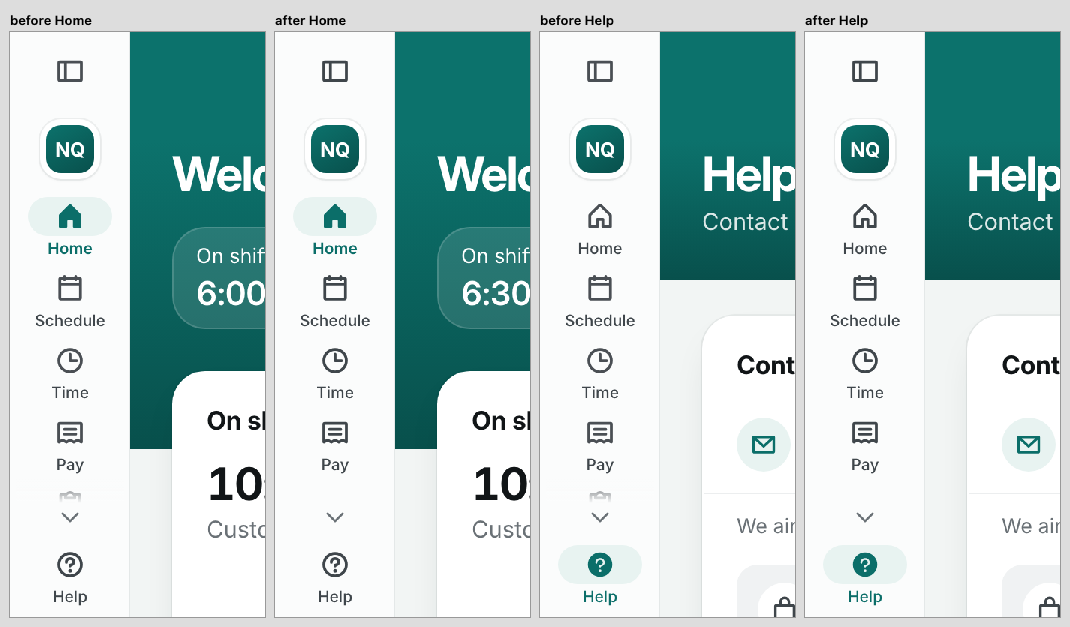 before Home
NQ
Home
Schedule
Time
Pay
Help
Welc
On shif
6:00
On sh
10:
Custo
after Home
NQ
Home
Schedule
Time
Pay
Help
Welc
On shif
6:30
On sh
10:
Custo
before Help
NQ
Home
Schedule
Time
Pay
Help
Help
Contact
Cont
We air
after Help
NQ
Home
Schedule
Time
Pay
Help
Help
Contact
Cont
We air